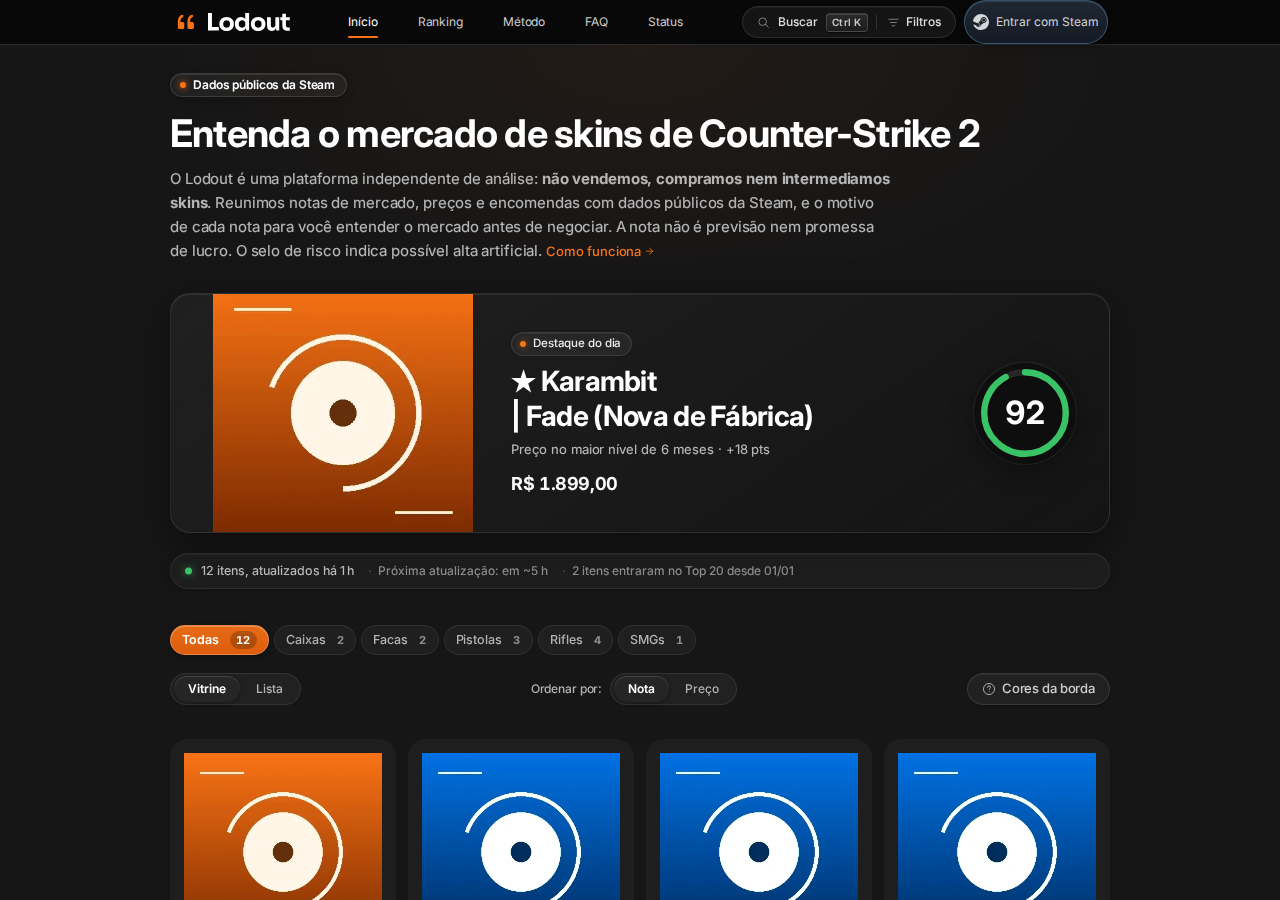 Lodout
Início
Ranking
Método
FAQ
Status
Buscar
Ctrl K
Filtros
Entrar com Steam
Dados públicos da Steam
Entenda o mercado de skins de Counter-Strike 2
O Lodout é uma plataforma independente de análise: não vendemos, compramos nem intermediamos
skins. Reunimos notas de mercado, preços e encomendas com dados públicos da Steam, e o motivo
de cada nota para você entender o mercado antes de negociar. A nota não é previsão nem promessa
de lucro. O selo de risco indica possível alta artificial. Como funciona →
Destaque do dia
★ Karambit
| Fade (Nova de Fábrica)
Preço no maior nível de 6 meses · +18 pts
R$ 1.899,00
92
12 itens, atualizados há 1 h · Próxima atualização: em ~5 h · 2 itens entraram no Top 20 desde 01/01
Todas 12
Caixas 2
Facas 2
Pistolas 3
Rifles 4
SMGs 1
Vitrine
Lista
Ordenar por:
Nota
Preço
Cores da borda